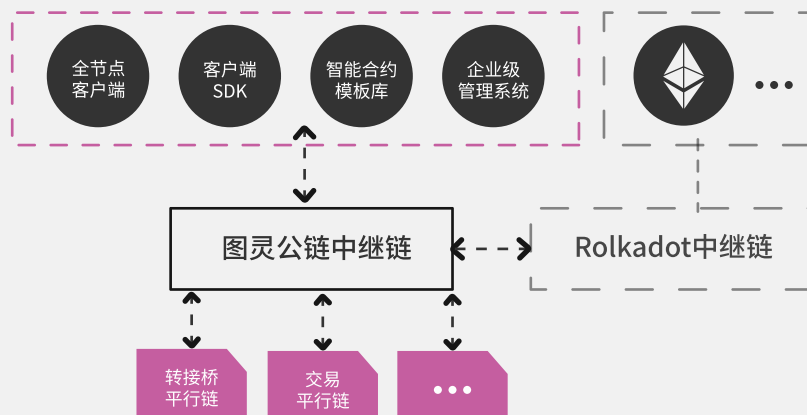 全节点
客户端
客户端
SDK
智能合约
模板库
企业级
管理系统
•••
图灵公链中继链
Rolkadot中继链
转接桥
平行链
交易
平行链
•••